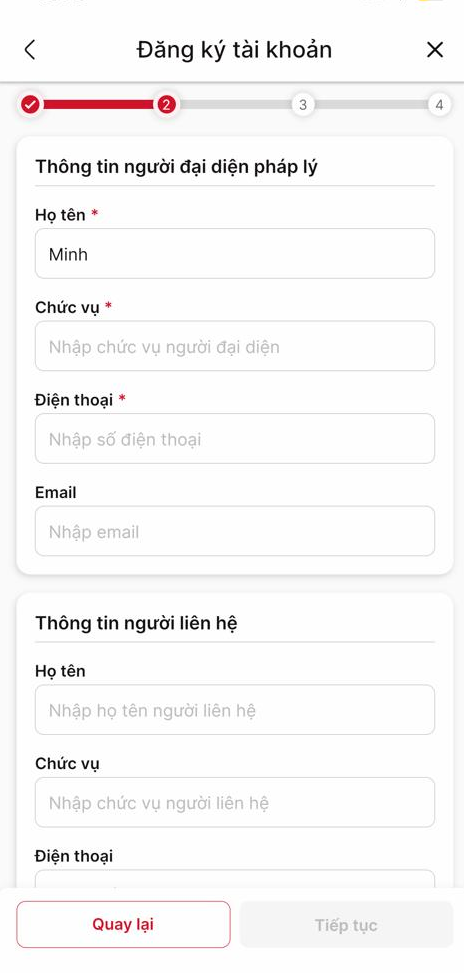 Đăng ký tài khoản
2
3
4
Thông tin người đại diện pháp lý
Họ tên *
Minh
Chức vụ *
Nhập chức vụ người đại diện
Điện thoại *
Nhập số điện thoại
Email
Nhập email
Thông tin người liên hệ
Họ tên
Nhập họ tên người liên hệ
Chức vụ
Nhập chức vụ người liên hệ
Điện thoại
Quay lại
Tiếp tục